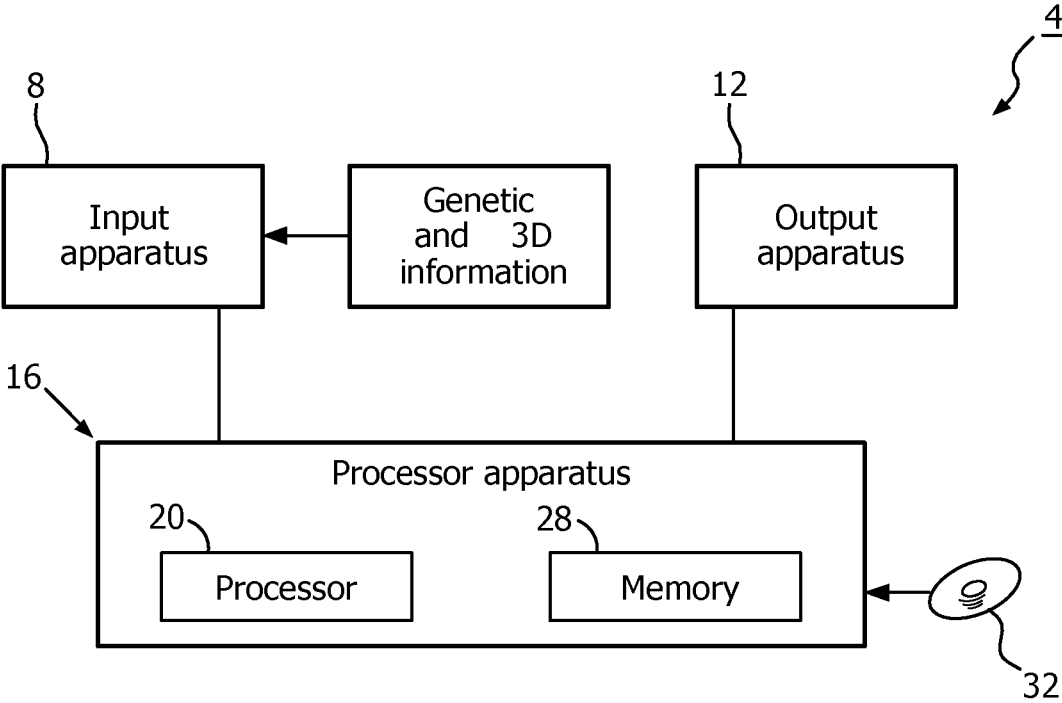 4
8
12
Input
apparatus
Genetic
and 3D
information
Output
apparatus
16
Processor apparatus
20
28
Processor
Memory
32